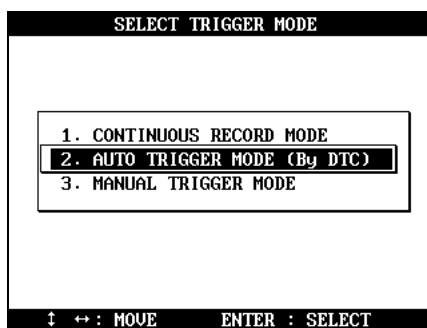 SELECT TRIGGER MODE
1. CONTINUOUS RECORD MODE
2. AUTO TRIGGER MODE (By DTC)
3. MANUAL TRIGGER MODE
↕ ↔: MOVE ENTER : SELECT